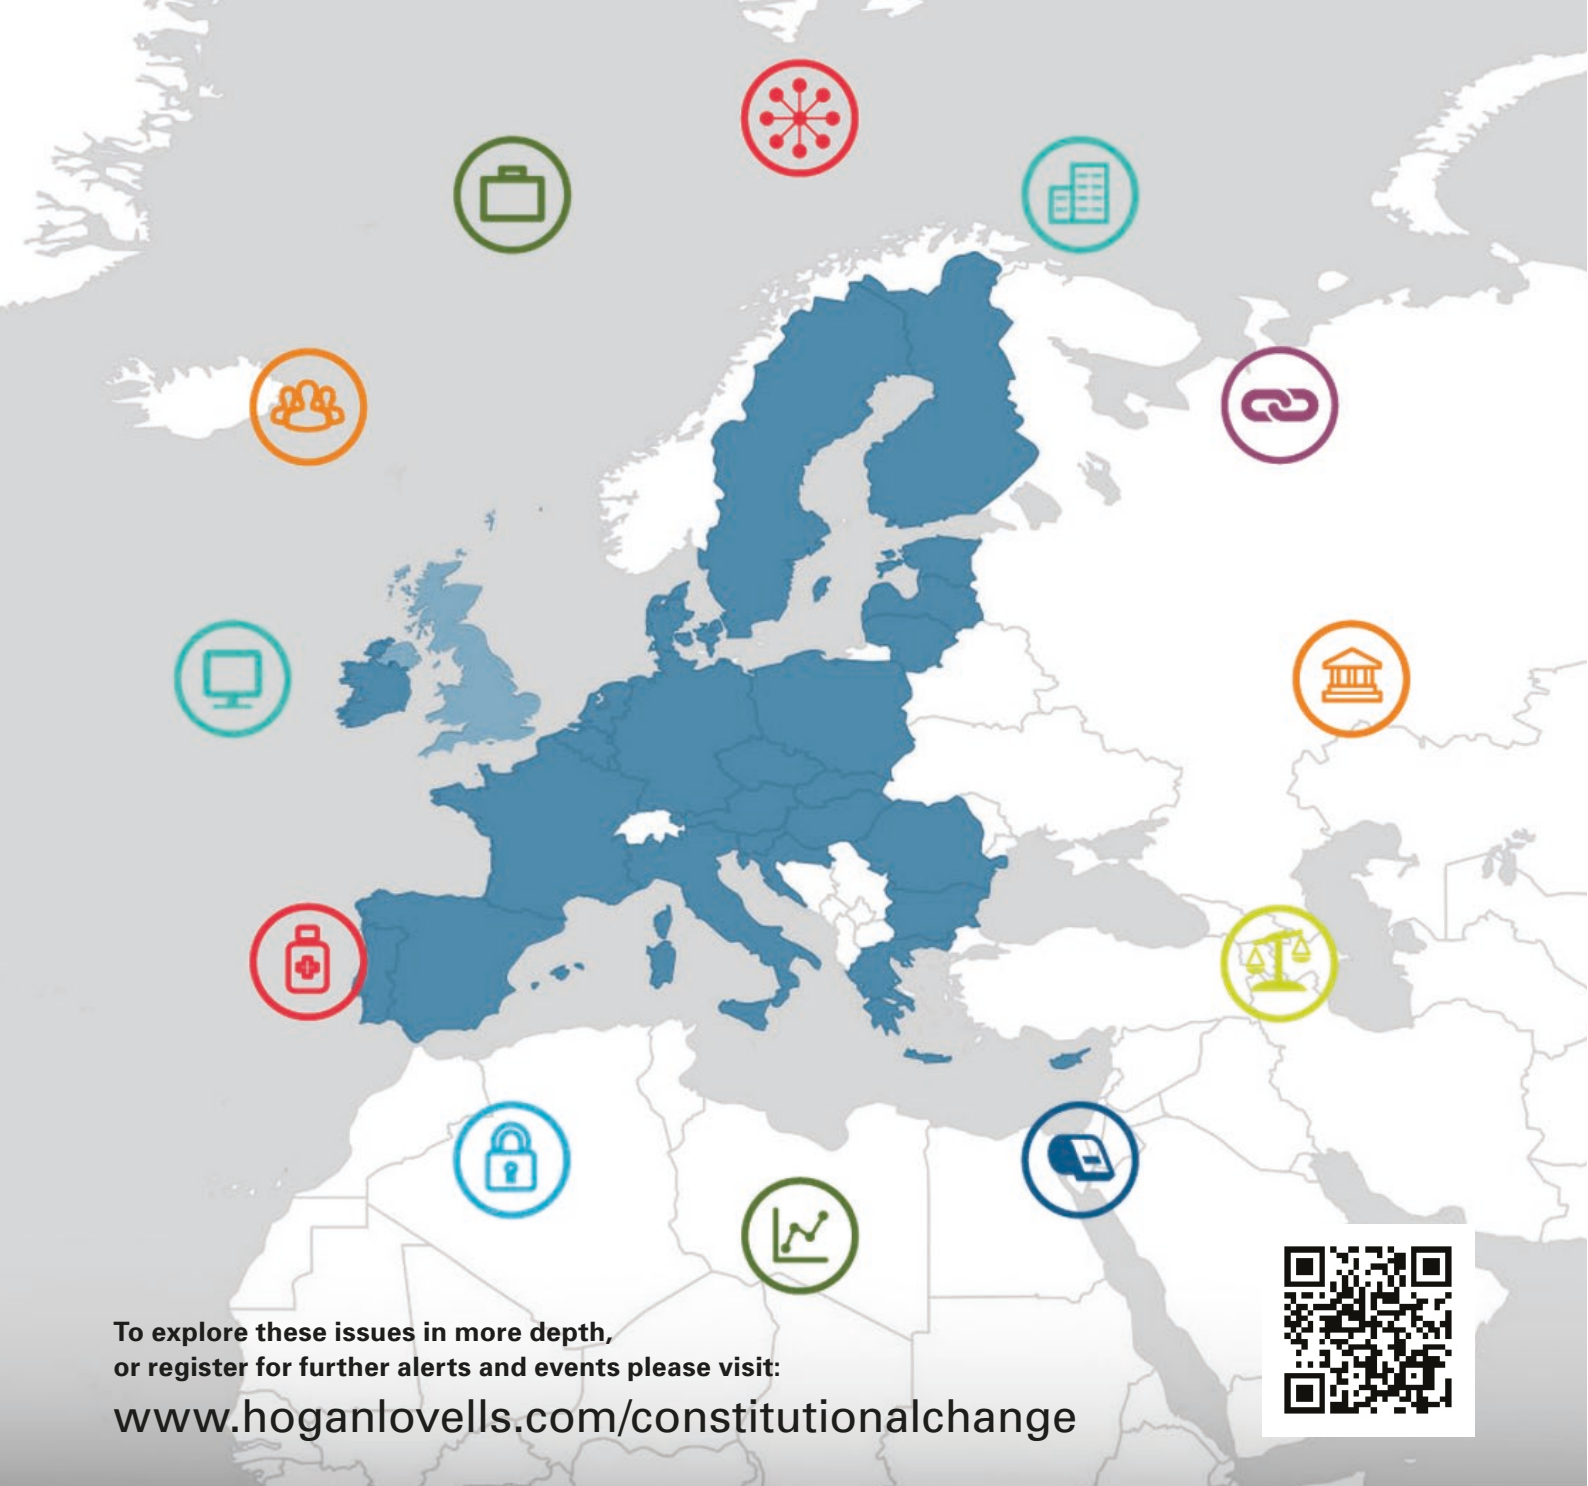 To explore these issues in more depth,
or register for further alerts and events please visit:
www.hoganlovells.com/constitutionalchange